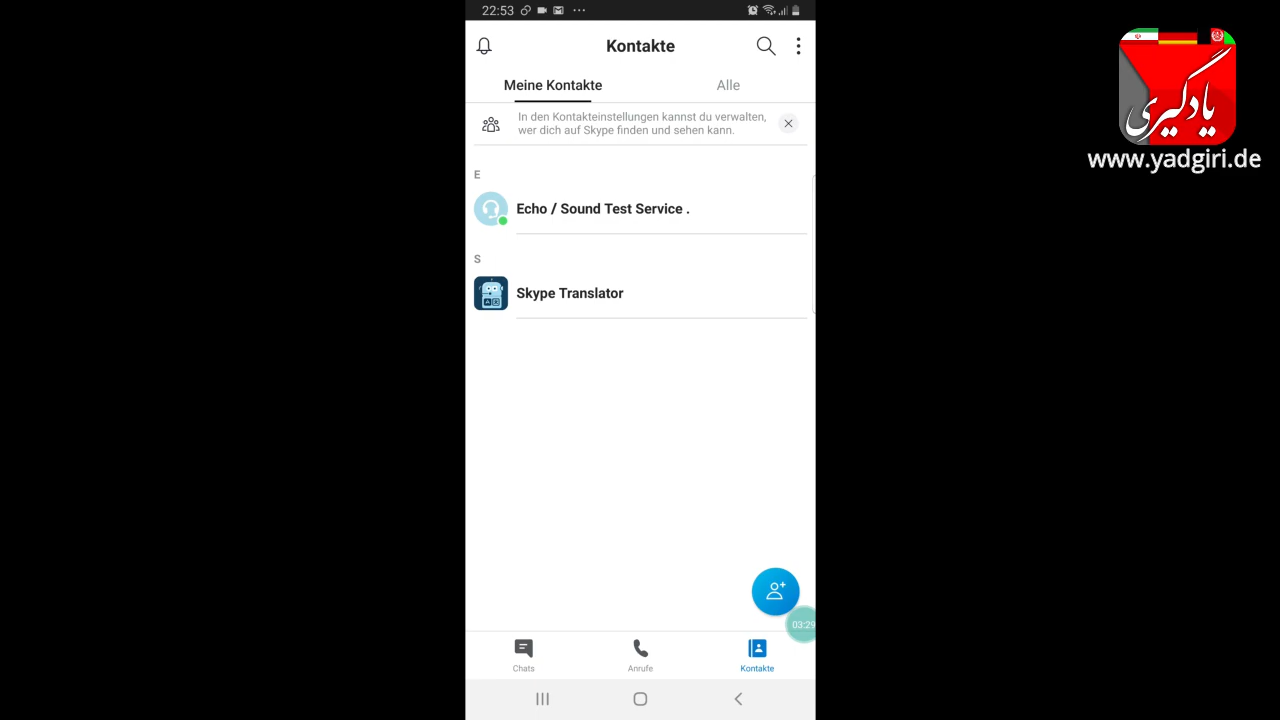 22:53
Kontakte
Meine Kontakte
Alle
In den Kontakteinstellungen kannst du verwalten,
wer dich auf Skype finden und sehen kann.
E
Echo / Sound Test Service .
S
Skype Translator
03:29
Chats
Anrufe
Kontakte
یادگیری
www.yadgiri.de